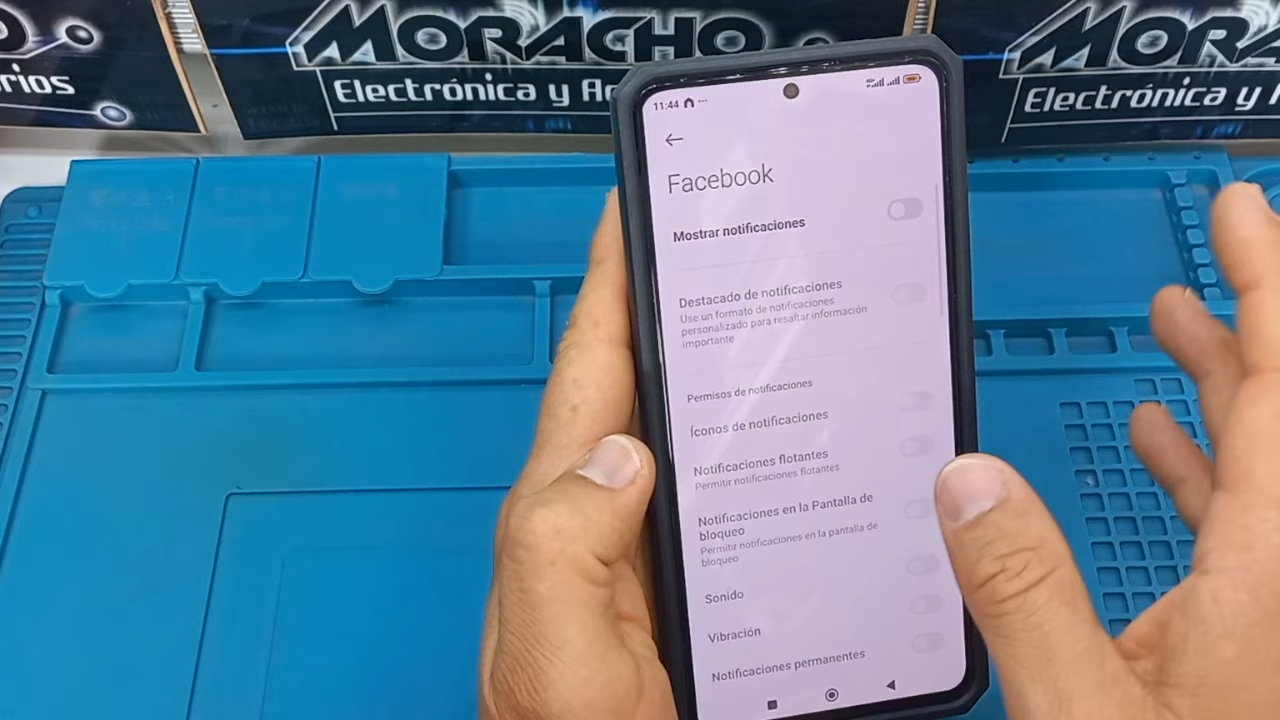 MORACHO
Electrónica y Ac
rios
MORA
Electrónica y A
11:44
Facebook
Mostrar notificaciones
Destacado de notificaciones
Use un formato de notificaciones
personalizado para resaltar información
importante
Permisos de notificaciones
Íconos de notificaciones
Notificaciones flotantes
Permitir notificaciones flotantes
Notificaciones en la Pantalla de
bloqueo
Permitir notificaciones en la pantalla de
bloqueo
Sonido
Vibración
Notificaciones permanentes